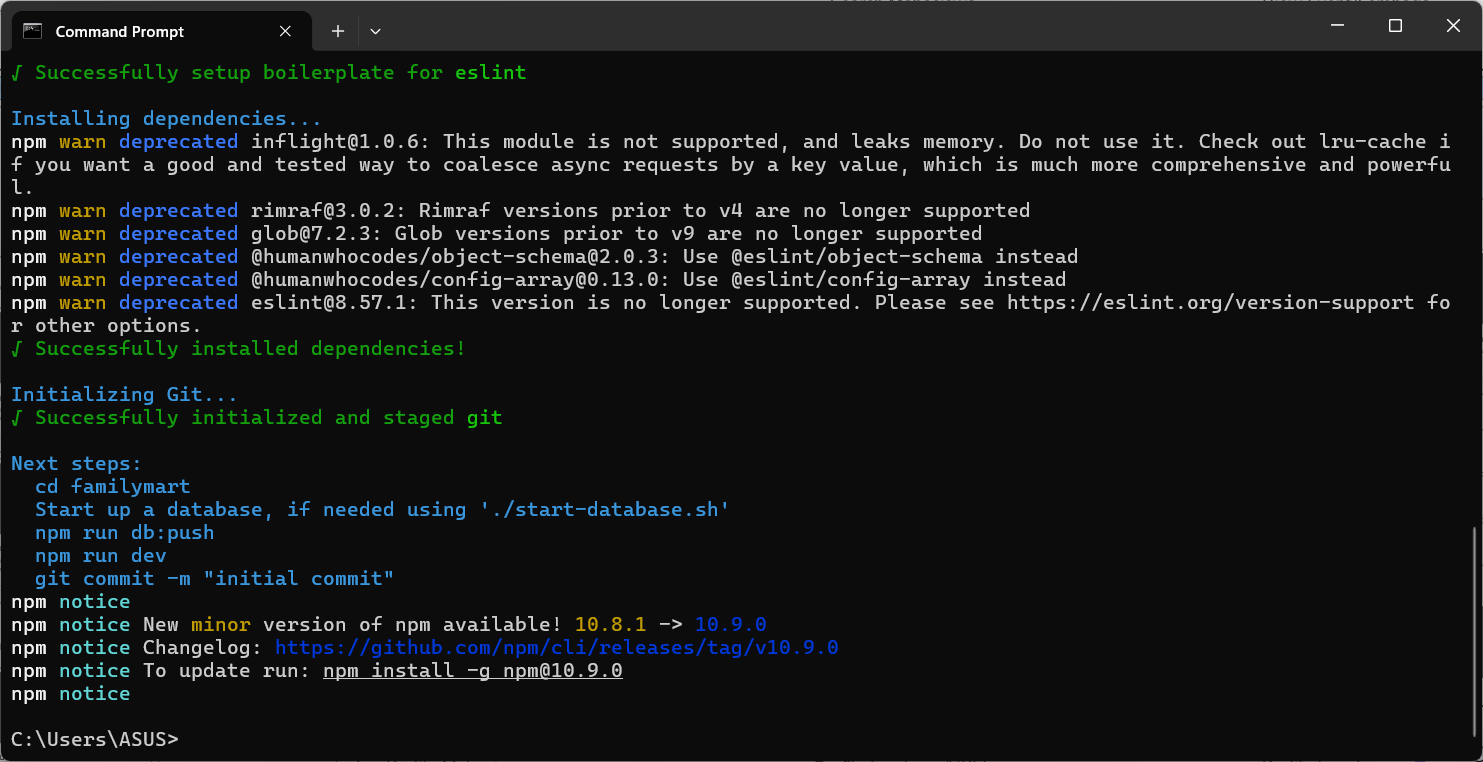 Command Prompt
√ Successfully setup boilerplate for eslint
Installing dependencies...
npm warn deprecated inflight@1.0.6: This module is not supported, and leaks memory. Do not use it. Check out lru-cache i
f you want a good and tested way to coalesce async requests by a key value, which is much more comprehensive and powerfu
l.
npm warn deprecated rimraf@3.0.2: Rimraf versions prior to v4 are no longer supported
npm warn deprecated glob@7.2.3: Glob versions prior to v9 are no longer supported
npm warn deprecated @humanwhocodes/object-schema@2.0.3: Use @eslint/object-schema instead
npm warn deprecated @humanwhocodes/config-array@0.13.0: Use @eslint/config-array instead
npm warn deprecated eslint@8.57.1: This version is no longer supported. Please see https://eslint.org/version-support fo
r other options.
√ Successfully installed dependencies!
Initializing Git...
√ Successfully initialized and staged git
Next steps:
  cd familymart
  Start up a database, if needed using './start-database.sh'
  npm run db:push
  npm run dev
  git commit -m "initial commit"
npm notice
npm notice New minor version of npm available! 10.8.1 -> 10.9.0
npm notice Changelog: https://github.com/npm/cli/releases/tag/v10.9.0
npm notice To update run: npm install -g npm@10.9.0
npm notice
C:\Users\ASUS>